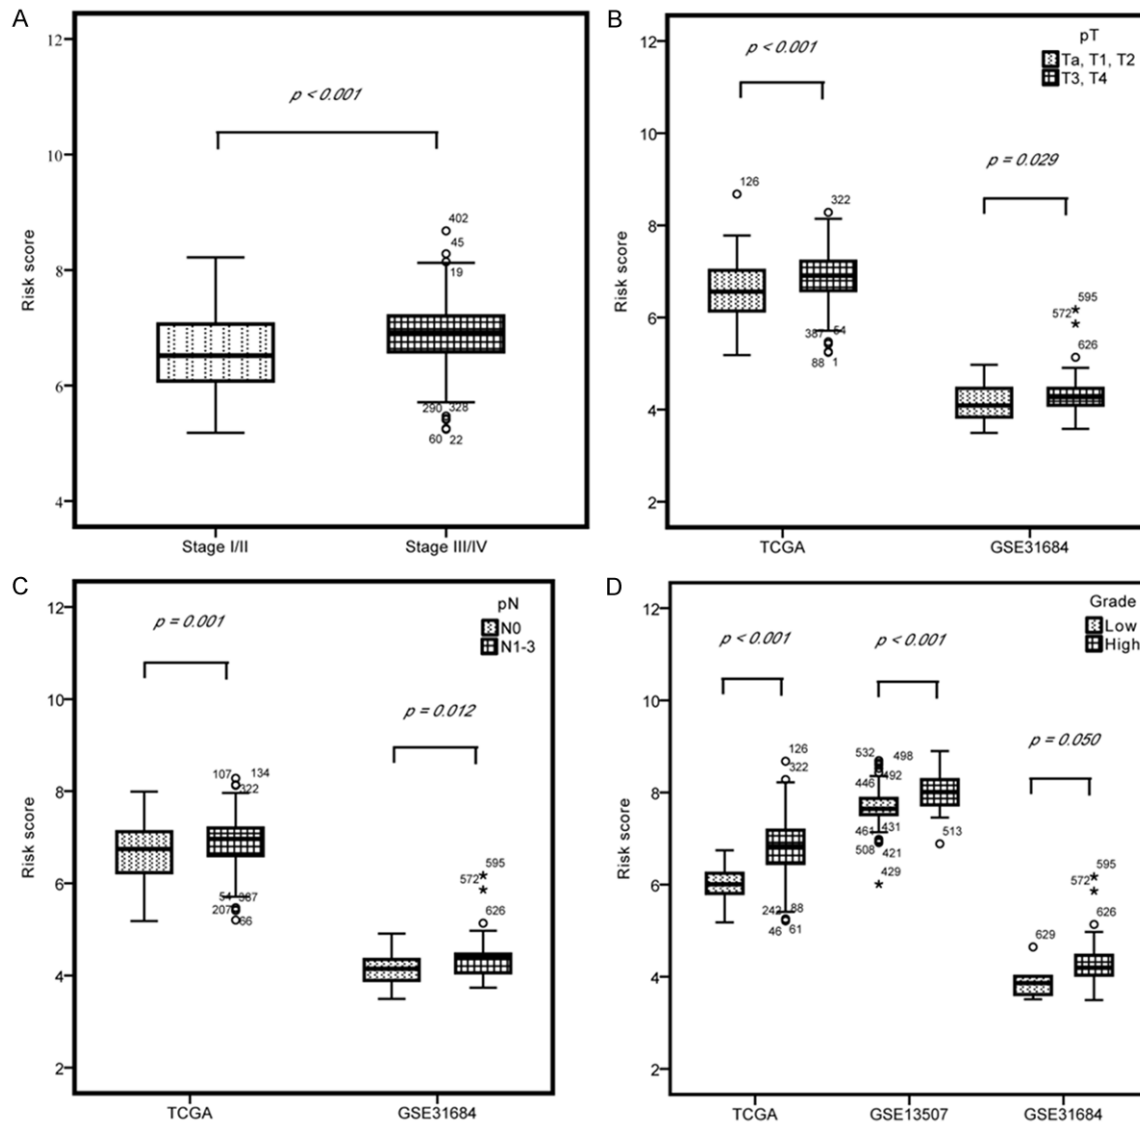 A
12
10
8
6
4
Risk score
p < 0.001
402
45
19
290 328
60 22
Stage I/II
Stage III/IV
B
12
10
8
6
4
2
Risk score
pT
Ta, T1, T2
T3, T4
p < 0.001
p = 0.029
126
322
387 54
88 1
595
572
626
TCGA
GSE31684
C
12
10
8
6
4
2
Risk score
pN
N0
N1-3
p = 0.001
p = 0.012
107 134
322
54 387
207 66
595
572
626
TCGA
GSE31684
D
12
10
8
6
4
2
Risk score
Grade
Low
High
p < 0.001
p < 0.001
p = 0.050
126
322
242 88
46 61
532 498
446 492
461 431
508 421
429
513
629
595
572
626
TCGA
GSE13507
GSE31684